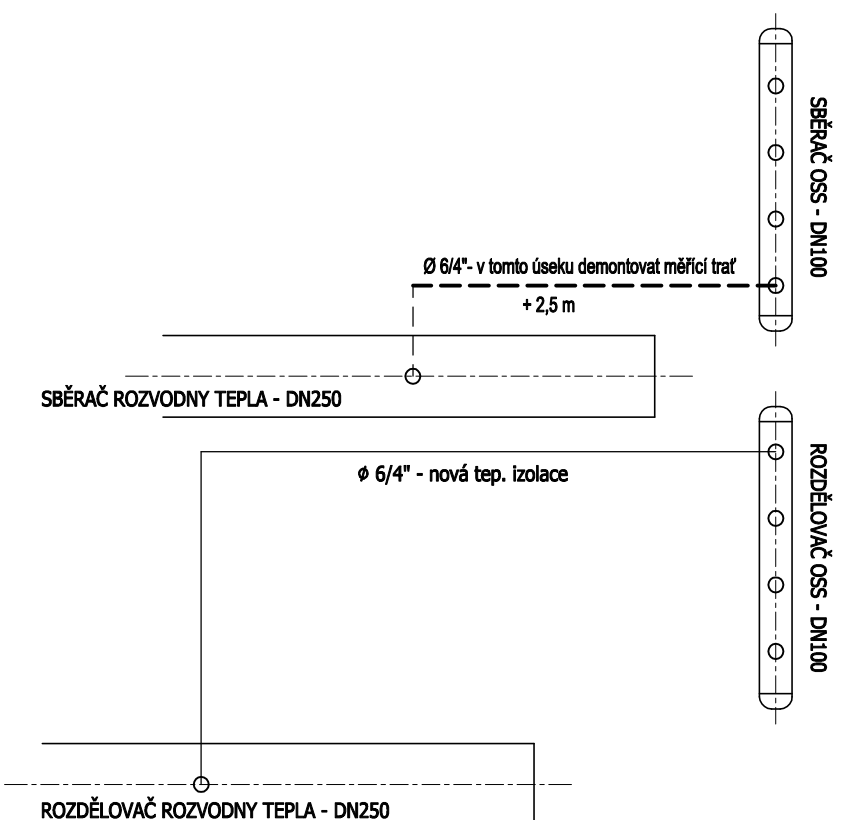 SBĚRAČ OSS - DN100
Ø 6/4"- v tomto úseku demontovat měřící trať
+ 2,5 m
SBĚRAČ ROZVODNY TEPLA - DN250
ϕ 6/4" - nová tep. izolace
ROZDĚLOVAČ OSS - DN100
ROZDĚLOVAČ ROZVODNY TEPLA - DN250